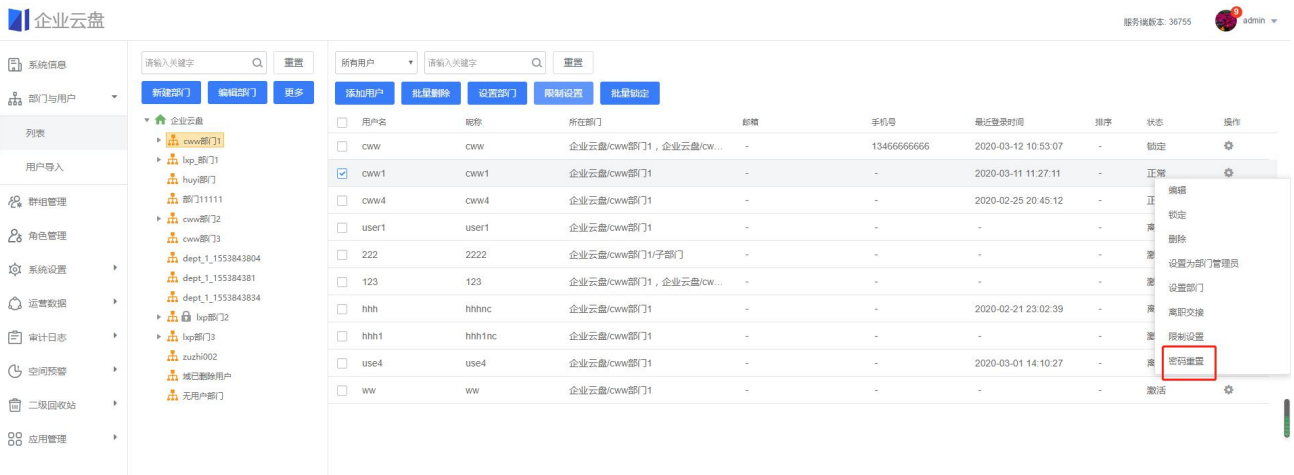 企业云盘
服务端版本: 36755
9
admin
系统信息
部门与用户
列表
用户导入
群组管理
角色管理
系统设置
运营数据
审计日志
空间预警
二级回收站
应用管理
请输入关键字
重置
新建部门 编辑部门 更多
企业云盘
cww部门1
lxp_部门1
huyi部门
部门11111
cww部门2
cww部门3
dept_1_1553843804
dept_1_155384381
dept_1_1553843834
lxp部门2
lxp部门3
zuzhi002
域已删除用户
无用户部门
所有用户 请输入关键字 重置
添加用户 批量删除 设置部门 限制设置 批量锁定
用户名 昵称 所在部门 邮箱 手机号 最近登录时间 排序 状态 操作
cww cww 企业云盘/cww部门1，企业云盘/cw... - 13466666666 2020-03-12 10:53:07 - 锁定
cww1 cww1 企业云盘/cww部门1 - - 2020-03-11 11:27:11 - 正常
cww4 cww4 企业云盘/cww部门1 - - 2020-02-25 20:45:12 -
user1 user1 企业云盘/cww部门1 - - - -
222 2222 企业云盘/cww部门1/子部门 - - - -
123 123 企业云盘/cww部门1，企业云盘/cw... - - - -
hhh hhhnc 企业云盘/cww部门1 - - 2020-02-21 23:02:39 -
hhh1 hhh1nc 企业云盘/cww部门1 - - - -
use4 use4 企业云盘/cww部门1 - - 2020-03-01 14:10:27 -
ww ww 企业云盘/cww部门1 - - - - 激活
编辑
锁定
删除
设置为部门管理员
设置部门
离职交接
限制设置
密码重置